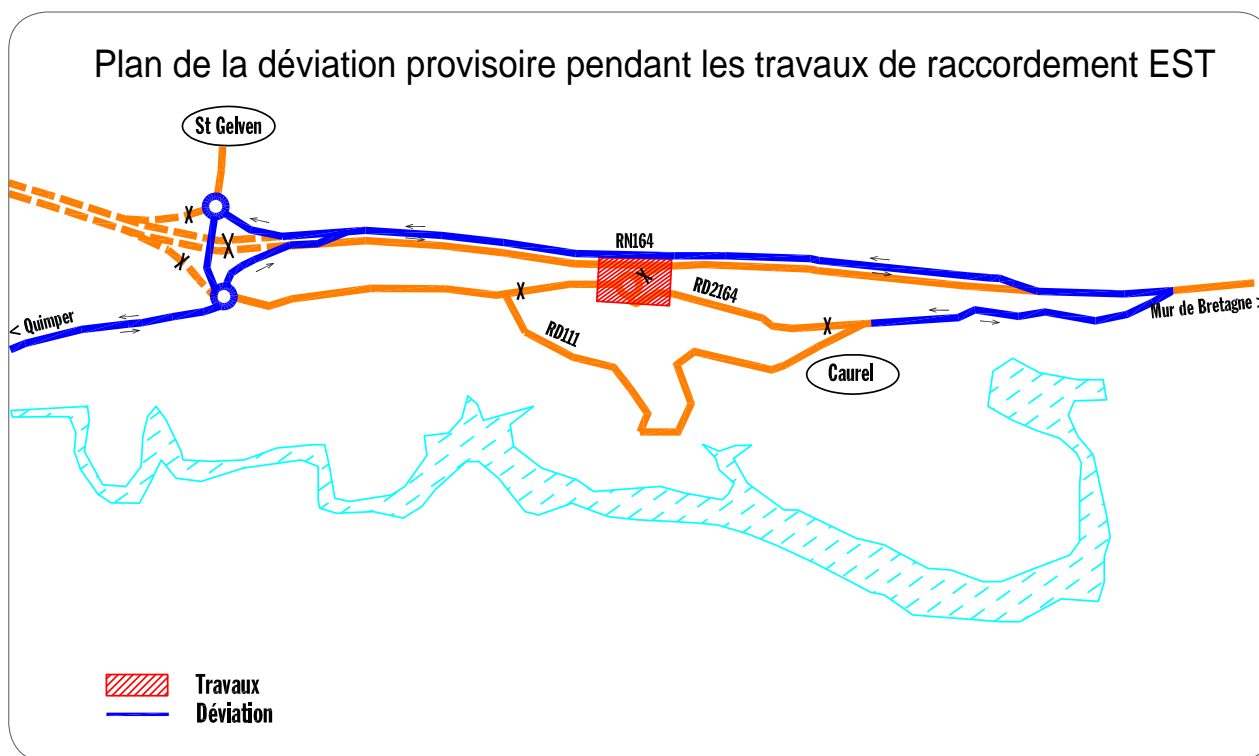 Plan de la déviation provisoire pendant les travaux de raccordement EST
St Gelven
RN164
RD2164
< Quimper
Mur de Bretagne >
RD111
Caurel
Travaux
Déviation